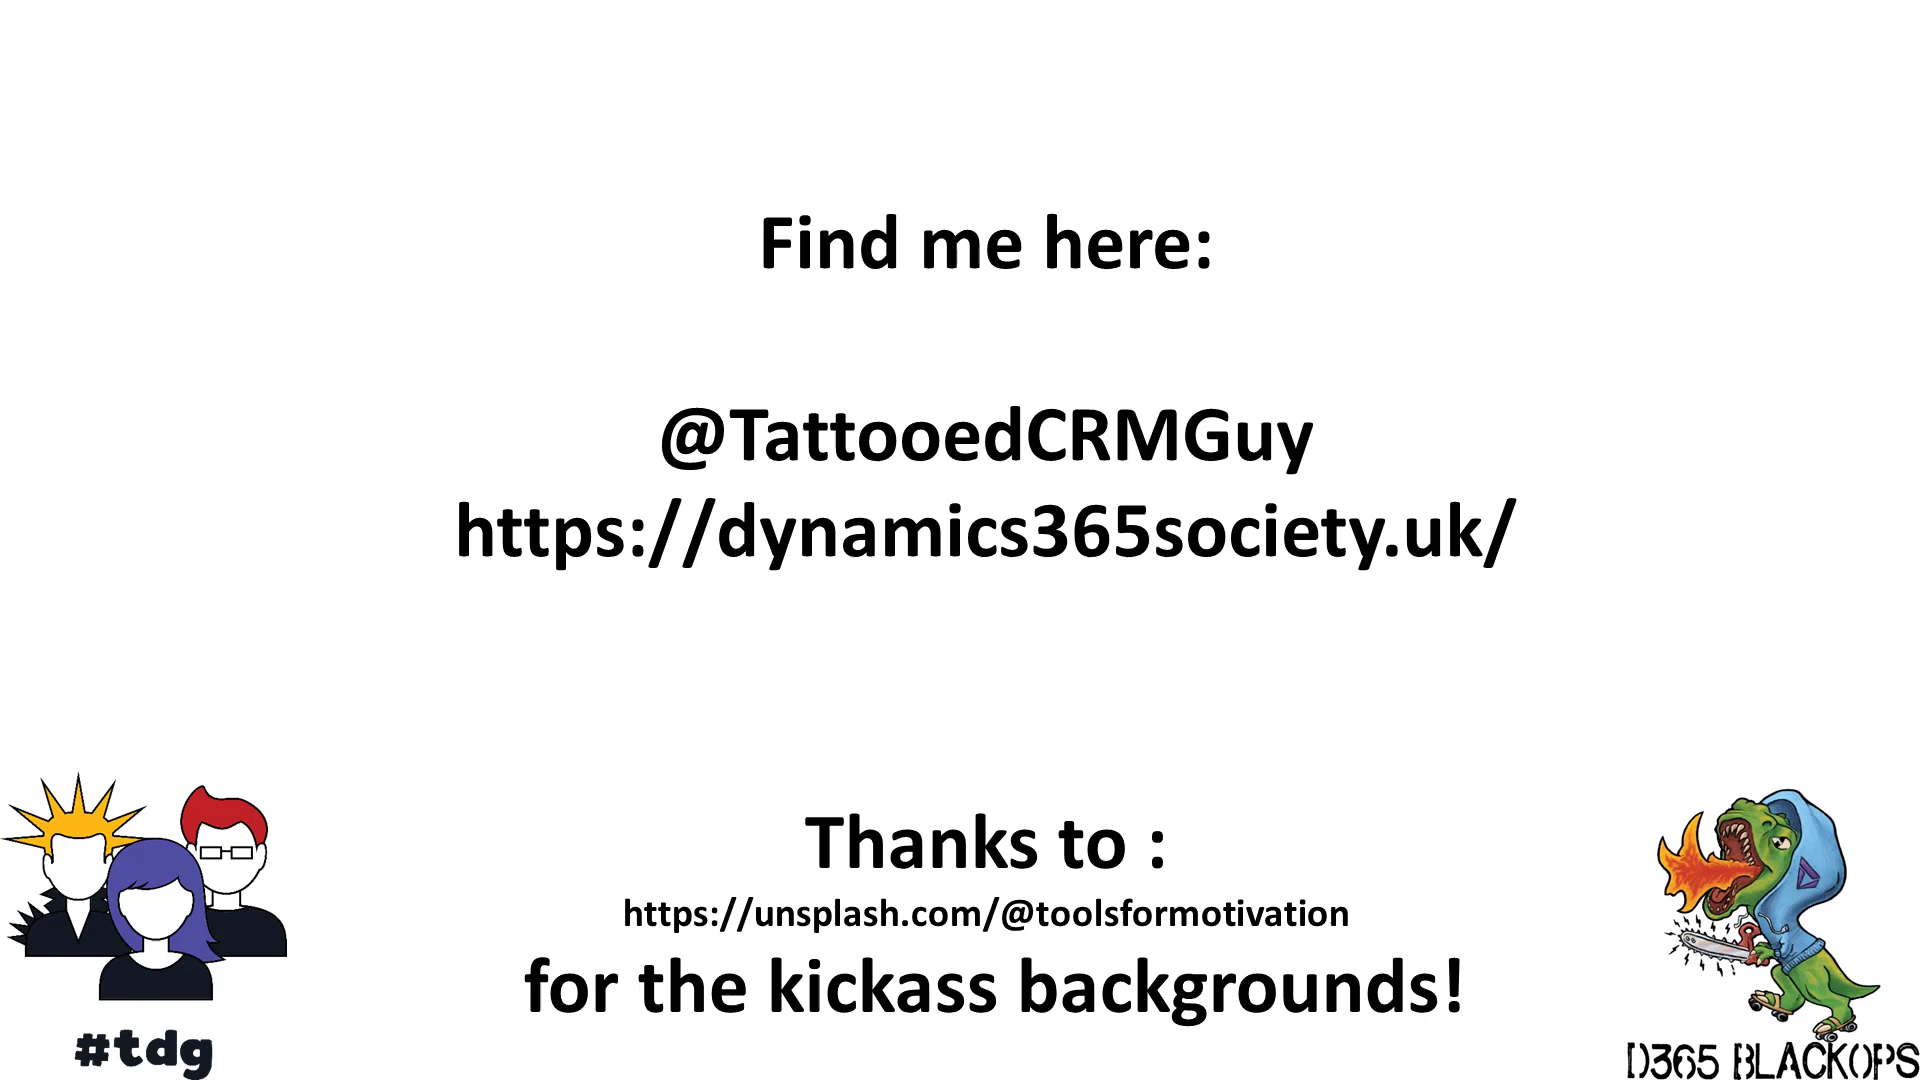 Find me here:
@TattooedCRMGuy
https://dynamics365society.uk/
Thanks to :
https://unsplash.com/@toolsformotivation
for the kickass backgrounds!
#tdg
D365 BLACKOPS